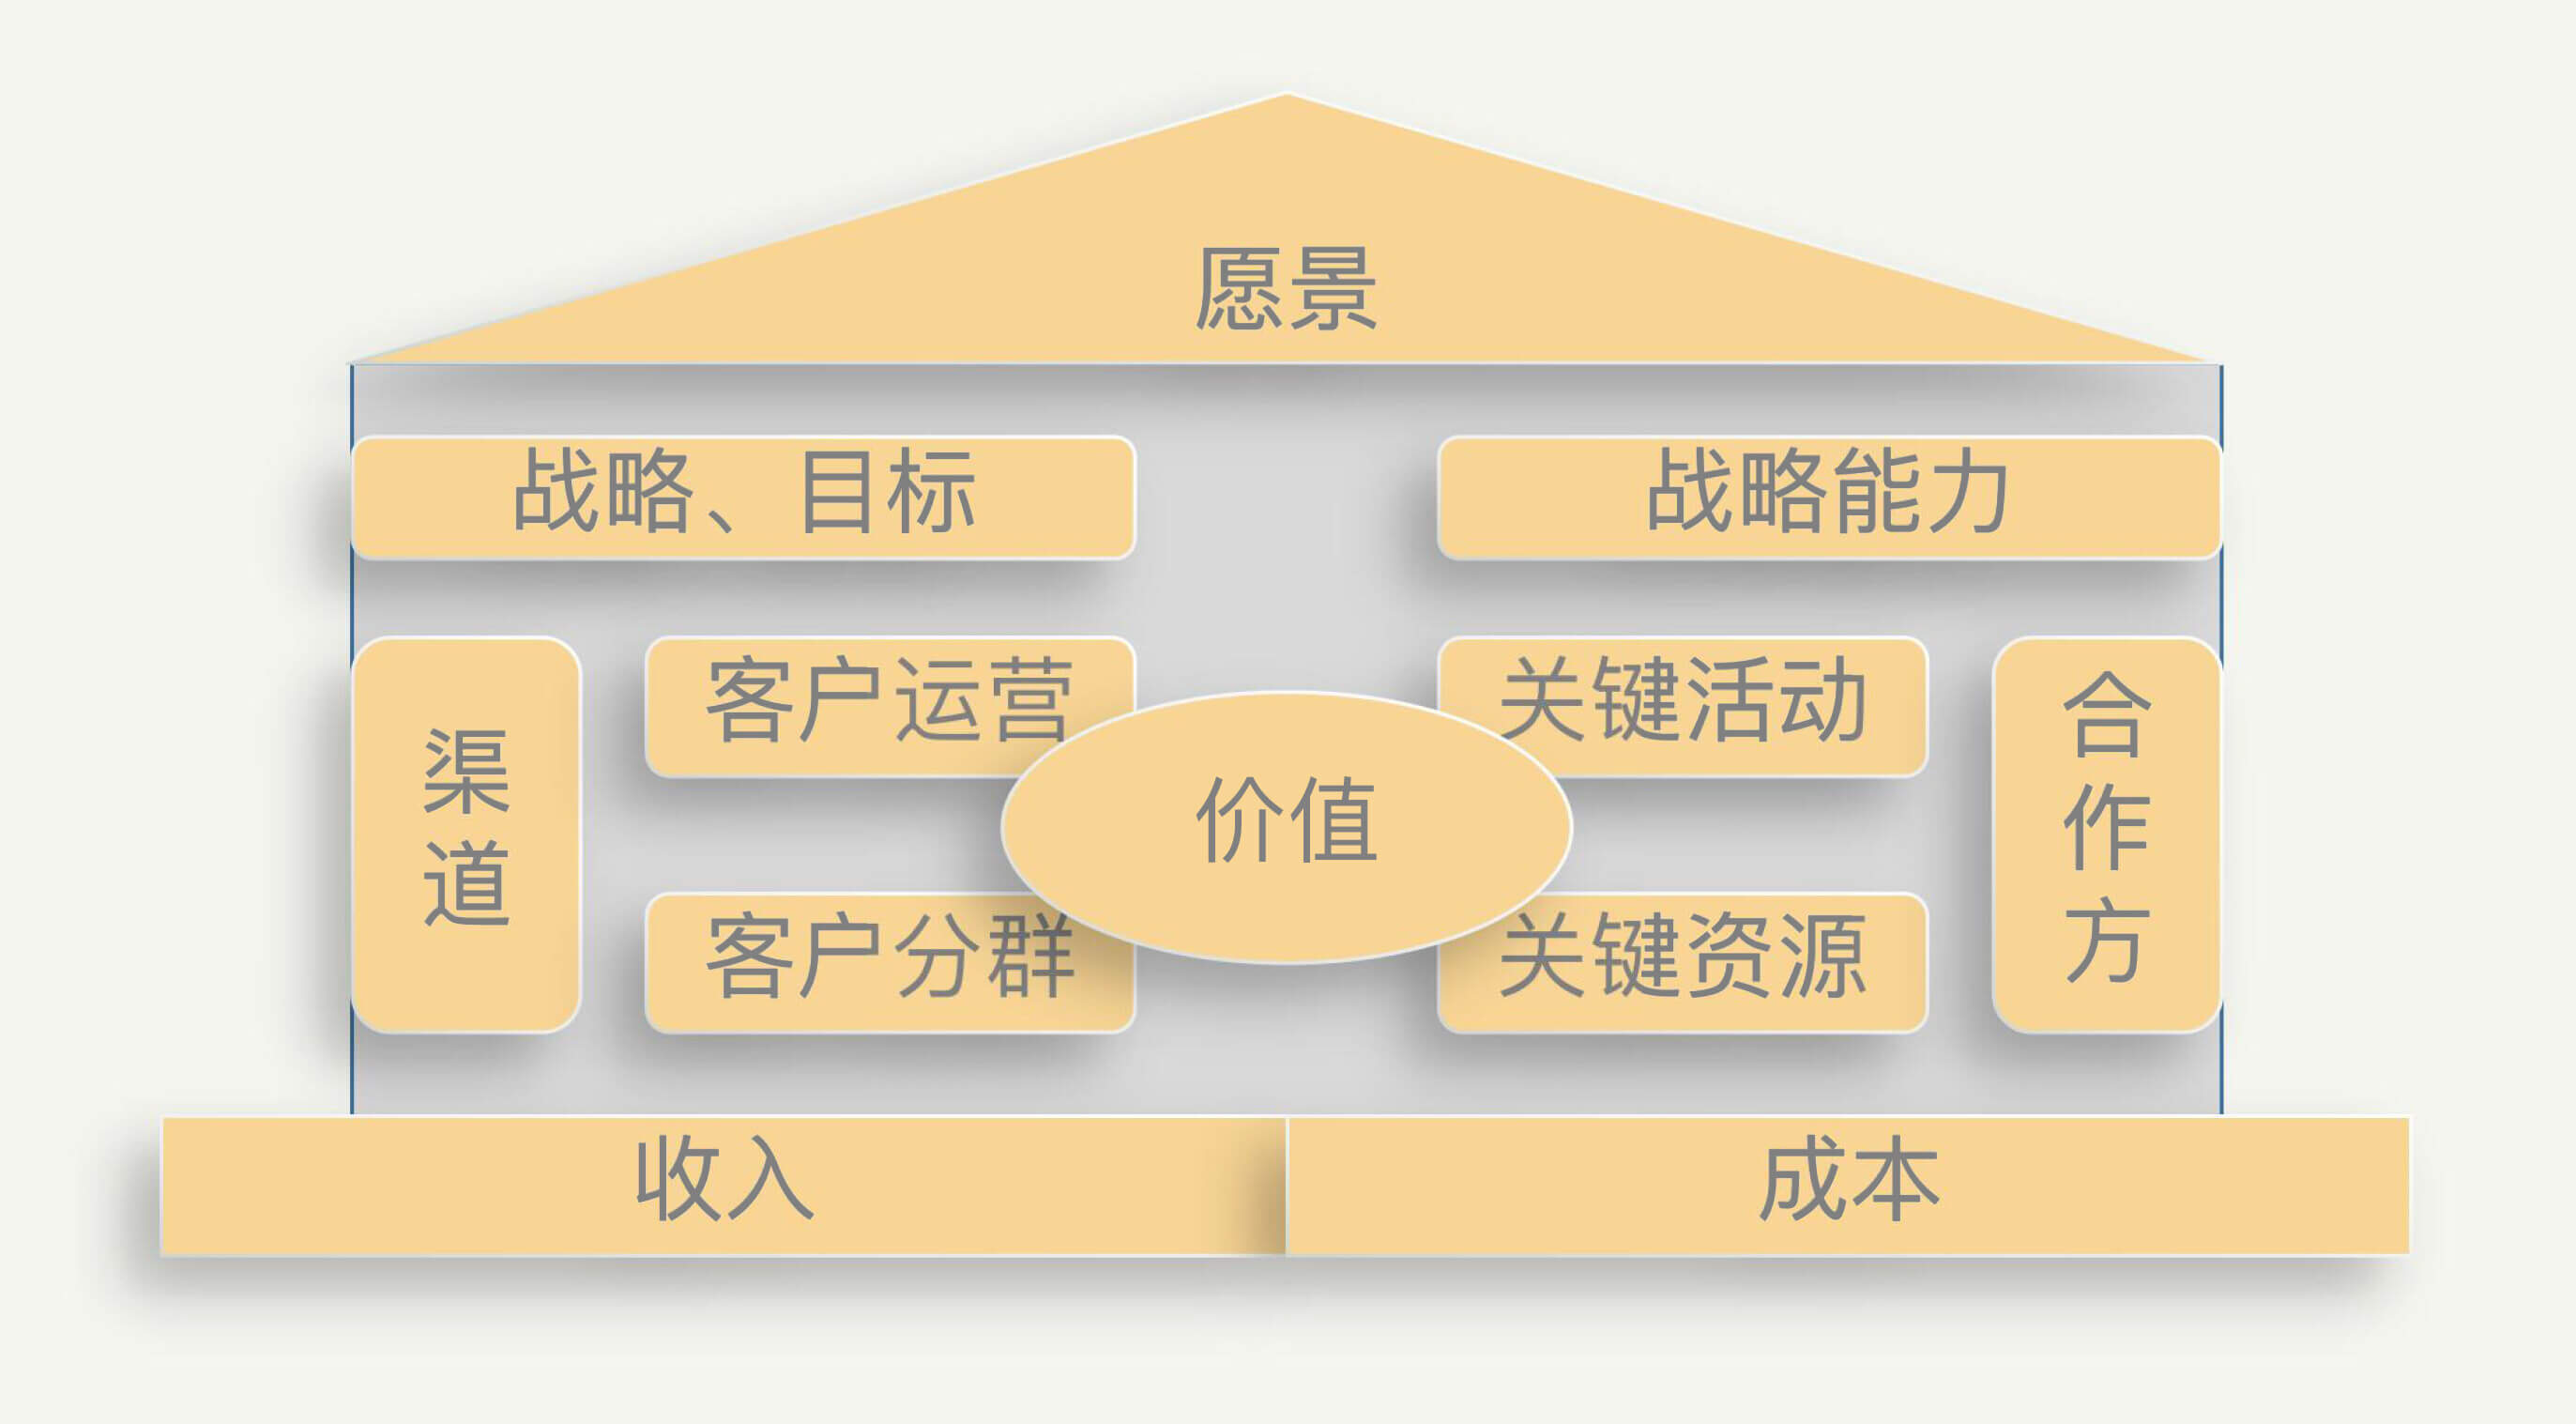 愿景
战略、目标
战略能力
渠道
客户运营
关键活动
合作方
价值
客户分群
关键资源
收入
成本